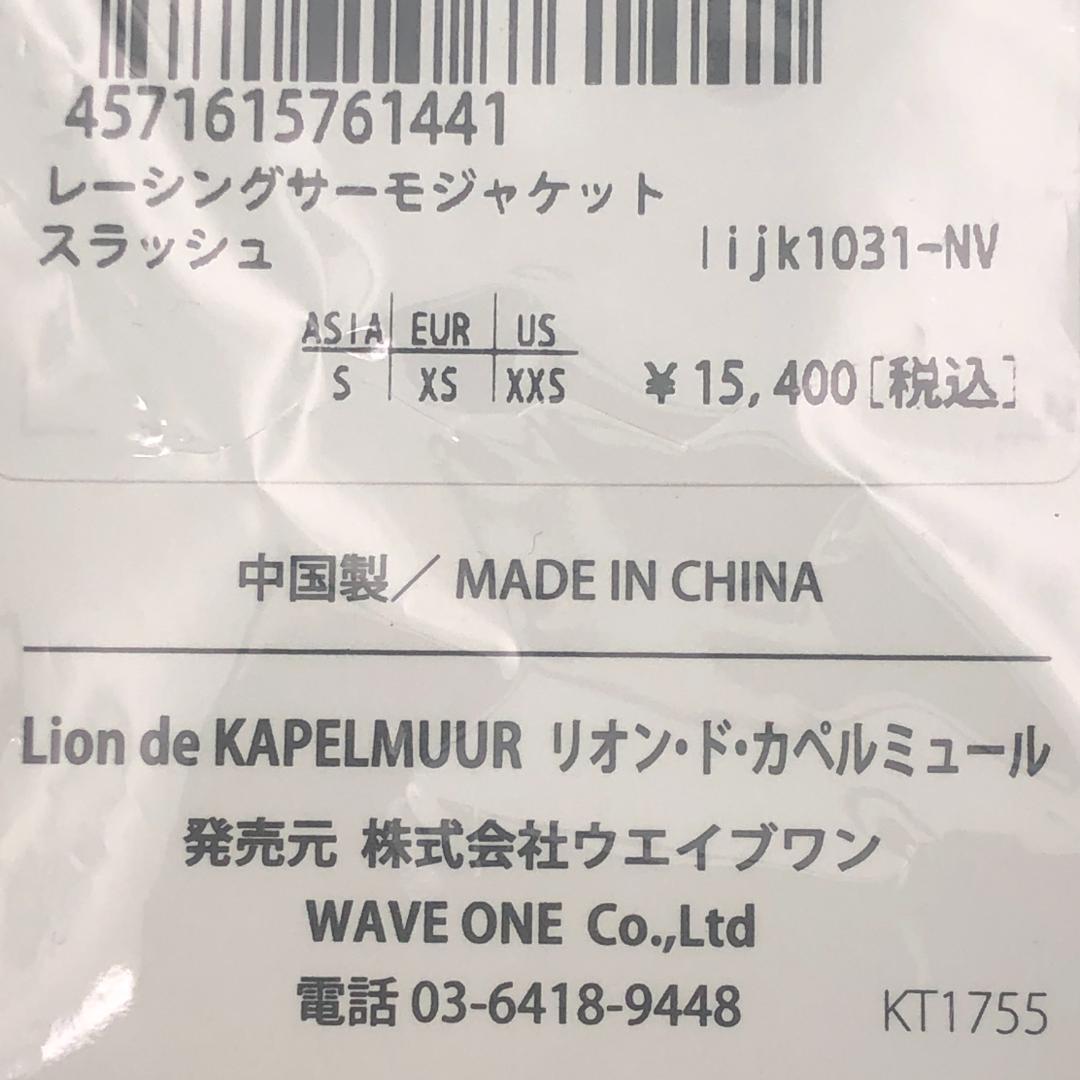 4571615761441
レーシングサーモジャケット
スラッシュ lijk1031-NV
ASIA EUR US
S XS XXS ¥15,400[税込]
中国製／MADE IN CHINA
Lion de KAPELMUUR リオン・ド・カペルミュール
発売元 株式会社ウエイブワン
WAVE ONE Co.,Ltd
電話 03-6418-9448 KT1755